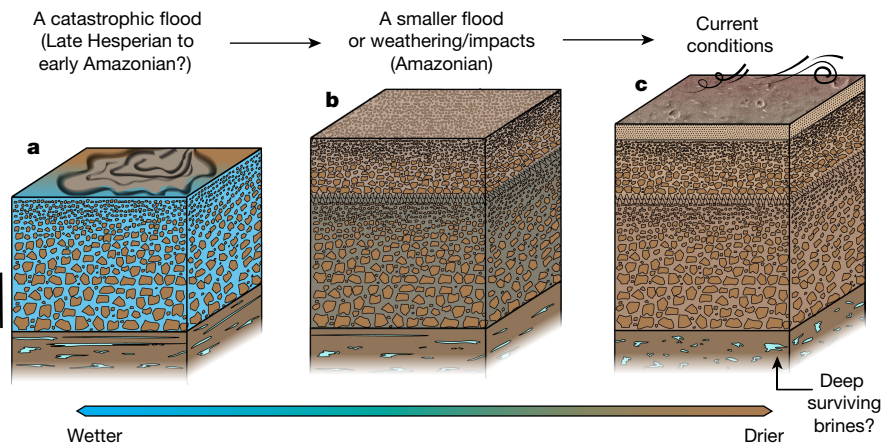 A catastrophic flood
(Late Hesperian to
early Amazonian?)
A smaller flood
or weathering/impacts
(Amazonian)
Current
conditions
a
b
c
Deep
surviving
brines?
Wetter
Drier